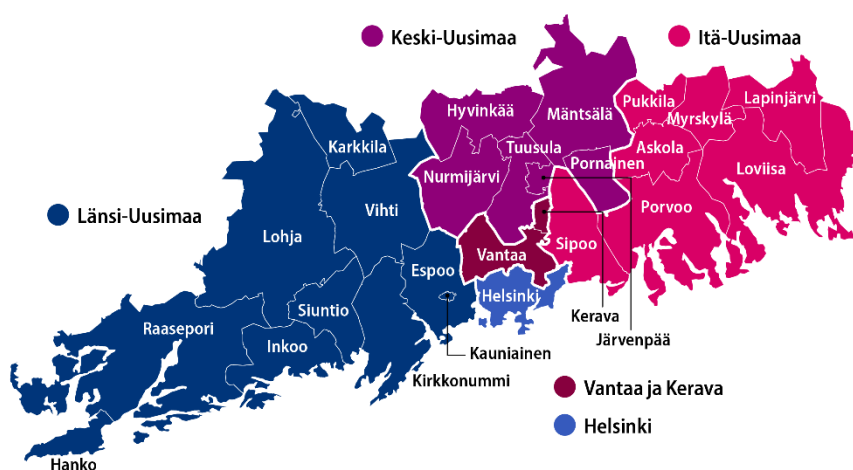 Keski-Uusimaa
Itä-Uusimaa
Hyvinkää
Mäntsälä
Pukkila
Lapinjärvi
Myrskylä
Karkkila
Tuusula
Askola
Pornainen
Loviisa
Nurmijärvi
Länsi-Uusimaa
Vihti
Porvoo
Lohja
Vantaa
Sipoo
Espoo
Helsinki
Siuntio
Raasepori
Kerava
Inkoo
Järvenpää
Kauniainen
Kirkkonummi
Vantaa ja Kerava
Helsinki
Hanko